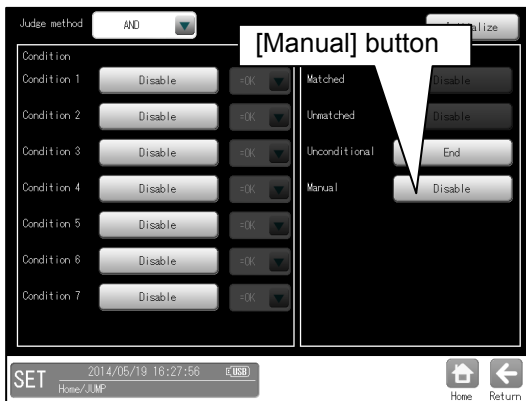 Judge method AND
[Manual] button
Condition
Condition 1 Disable =OK
Condition 2 Disable =OK
Condition 3 Disable =OK
Condition 4 Disable =OK
Condition 5 Disable =OK
Condition 6 Disable =OK
Condition 7 Disable =OK
Matched Disable
Unmatched Disable
Unconditional End
Manual Disable
SET 2014/05/19 16:27:56 USB
Home/JUMP
Home Return